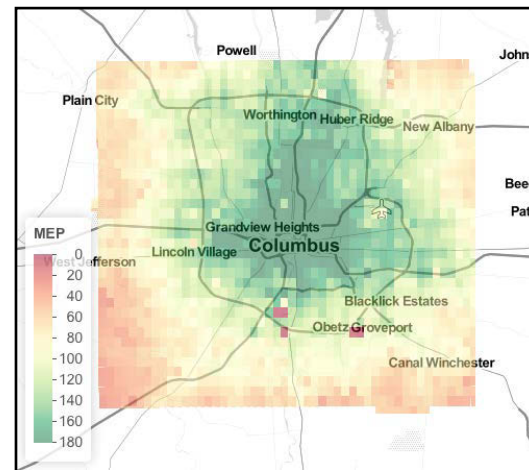 Powell
John
Plain City
Worthington
Huber Ridge
New Albany
Bee
Pat
Grandview Heights
Columbus
Lincoln Village
West Jefferson
MEP
0
20
40
60
80
100
120
140
160
180
Blacklick Estates
Obetz Groveport
Canal Winchester